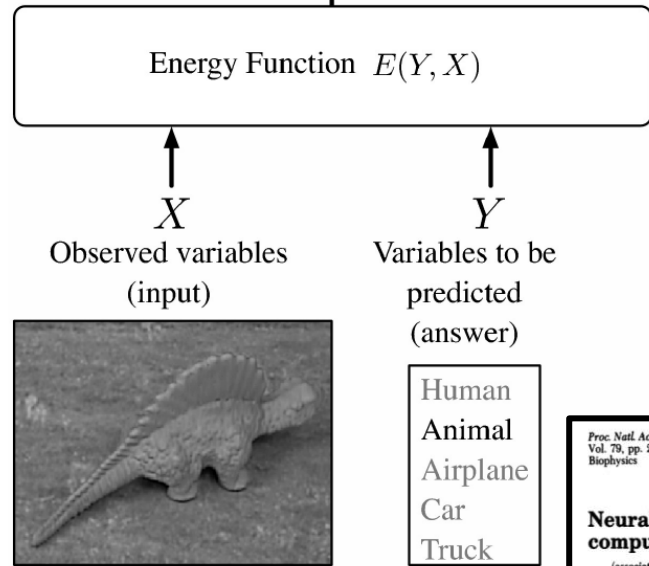 Energy Function E(Y, X)
X
Observed variables
(input)
Y
Variables to be
predicted
(answer)
Human
Animal
Airplane
Car
Truck
Proc. Natl.
Vol. 79, pp.
Biophysics
Neura
compu